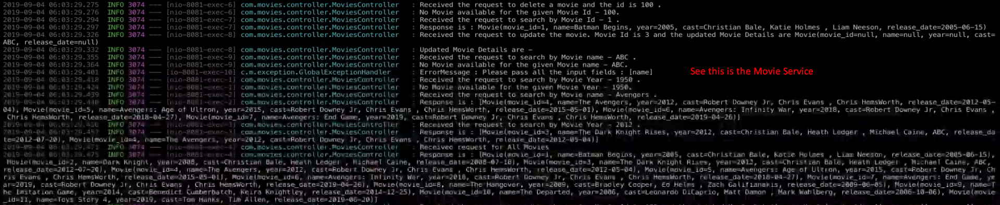 2019-09-04 06:03:29.275 INFO 3074 --- [nio-8081-exec-6] com.movies.controller.MoviesController : Received the request to delete a movie and the id is 100 .
2019-09-04 06:03:29.276 INFO 3074 --- [nio-8081-exec-6] com.movies.controller.MoviesController : No Movie available for the given Movie Id - 100.
2019-09-04 06:03:29.294 INFO 3074 --- [nio-8081-exec-7] com.movies.controller.MoviesController : Received the request to search by Movie Id - 1 .
2019-09-04 06:03:29.297 INFO 3074 --- [nio-8081-exec-7] com.movies.controller.MoviesController : Response is : Movie(movie_id=1, name=Batman Begins, year=2005, cast=Christian Bale, Katie Holmes , Liam Neeson, release_date=2005-06-15)
2019-09-04 06:03:29.326 INFO 3074 --- [nio-8081-exec-8] com.movies.controller.MoviesController : Received the request to update the movie. Movie Id is 3 and the updated Movie Details are Movie(movie_id=null, name=null, year=null, cast=
ABC, release_date=null)
2019-09-04 06:03:29.332 INFO 3074 --- [nio-8081-exec-8] com.movies.controller.MoviesController : Updated Movie Details are -
2019-09-04 06:03:29.355 INFO 3074 --- [nio-8081-exec-9] com.movies.controller.MoviesController : Received the request to search by Movie name - ABC .
2019-09-04 06:03:29.364 INFO 3074 --- [nio-8081-exec-9] com.movies.controller.MoviesController : No Movie available for the given Movie name - ABC.
2019-09-04 06:03:29.401 INFO 3074 --- [io-8081-exec-10] c.m.exception.GlobalExceptionHandler : ErrorMessage : Please pass all the input fields : [name]
See this is the Movie Service
2019-09-04 06:03:29.418 INFO 3074 --- [nio-8081-exec-1] com.movies.controller.MoviesController : Received the request to search by Movie Year - 1950 .
2019-09-04 06:03:29.424 INFO 3074 --- [nio-8081-exec-1] com.movies.controller.MoviesController : No Movie available for the given Movie Year - 1950.
2019-09-04 06:03:29.439 INFO 3074 --- [nio-8081-exec-2] com.movies.controller.MoviesController : Received the request to search by Movie name - Avengers .
2019-09-04 INFO 3074 --- [nio-8081-exec-2] com.movies.controller.MoviesController : Response is : [Movie(movie_id=4, name=The Avengers, year=2012, cast=Robert Downey Jr, Chris Evans , Chris HemsWorth, release_date=2012-05-
04), Movie(movie_id=5, name=Avengers: Age of Ultron, year=2015, cast=Robert Downey Jr, Chris Evans , Chris HemsWorth, release_date=2015-05-01), Movie(movie_id=6, name=Avengers: Infinity War, year=2018, cast=Robert Downey Jr, Chris Evans ,
Chris HemsWorth, release_date=2018-04-27), Movie(movie_id=7, name=Avengers: End Game, year=2019, cast=Robert Downey Jr, Chris Evans , Chris HemsWorth, release_date=2019-04-26)]
2019-09-04 INFO 3074 --- [nio-8081-exec-3] com.movies.controller.MoviesController : Received the request to search by Movie Year - 2012 .
2019-09-04 06:03:29.457 INFO 3074 --- [nio-8081-exec-3] com.movies.controller.MoviesController : Response is : [Movie(movie_id=3, name=The Dark Knight Rises, year=2012, cast=Christian Bale, Heath Ledger , Michael Caine, ABC, release_da
te=2012-07-20), Movie(movie_id=4, name=The Avengers, year=2012, cast=Robert Downey Jr, Chris Evans , Chris HemsWorth, release_date=2012-05-04)]
2019-09-04 INFO 3074 --- [nio-8081-exec-4] com.movies.controller.MoviesController : Received request for All Movies
2019-09-04 06:03:29.475 INFO 3074 --- [nio-8081-exec-4] com.movies.controller.MoviesController : Response is : [Movie(movie_id=1, name=Batman Begins, year=2005, cast=Christian Bale, Katie Holmes , Liam Neeson, release_date=2005-06-15),
Movie(movie_id=2, name=Dark Knight, year=2008, cast=Christian Bale, Heath Ledger , Michael Caine, release_date=2008-07-18), Movie(movie_id=3, name=The Dark Knight Rises, year=2012, cast=Christian Bale, Heath Ledger , Michael Caine, ABC,
release_date=2012-07-20), Movie(movie_id=4, name=The Avengers, year=2012, cast=Robert Downey Jr, Chris Evans , Chris HemsWorth, release_date=2012-05-04), Movie(movie_id=5, name=Avengers: Age of Ultron, year=2015, cast=Robert Downey Jr, Ch
ris Evans , Chris HemsWorth, release_date=2015-05-01), Movie(movie_id=6, name=Avengers: Infinity War, year=2018, cast=Robert Downey Jr, Chris Evans , Chris HemsWorth, release_date=2018-04-27), Movie(movie_id=7, name=Avengers: End Game, ye
ar=2019, cast=Robert Downey Jr, Chris Evans , Chris HemsWorth, release_date=2019-04-26), Movie(movie_id=8, name=The Hangover, year=2009, cast=Bradley Cooper, Ed Helms , Zach Galifianakis, release_date=2009-06-05), Movie(movie_id=9, name=T
he Imitation Game, year=2014, cast=Benedict Cumberbatch, Keira Knightley, release_date=2014-12-25), Movie(movie_id=10, name=The Departed, year=2006, cast=Leonardo DiCaprio, Matt Damon , Mark Wahlberg, release_date=2006-10-06), Movie(movie
_id=11, name=Toys Story 4, year=2019, cast=Tom Hanks, Tim Allen, release_date=2019-06-20)]